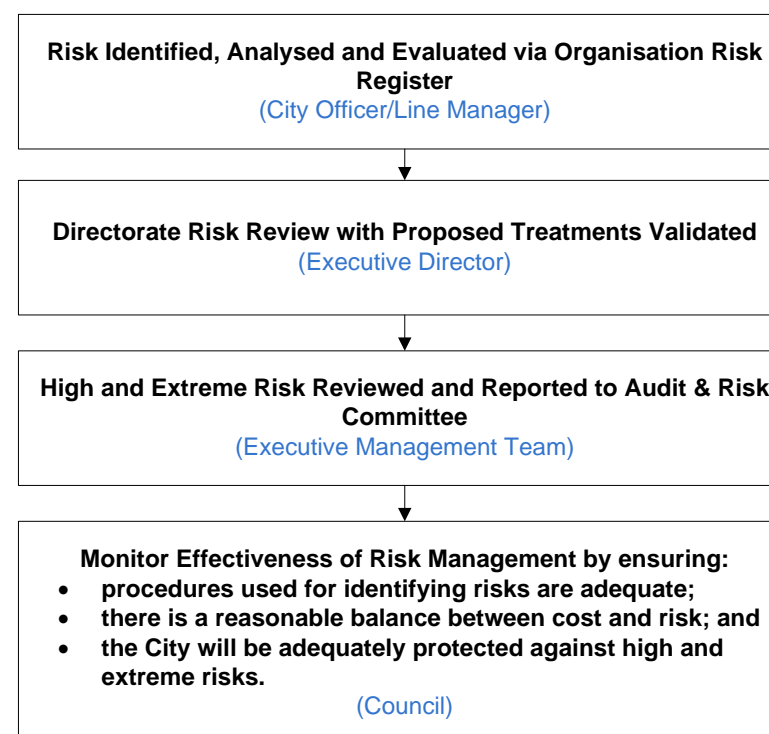 Risk Identified, Analysed and Evaluated via Organisation Risk
Register
(City Officer/Line Manager)
Directorate Risk Review with Proposed Treatments Validated
(Executive Director)
High and Extreme Risk Reviewed and Reported to Audit & Risk
Committee
(Executive Management Team)
Monitor Effectiveness of Risk Management by ensuring:
• procedures used for identifying risks are adequate;
• there is a reasonable balance between cost and risk; and
• the City will be adequately protected against high and
extreme risks.
(Council)